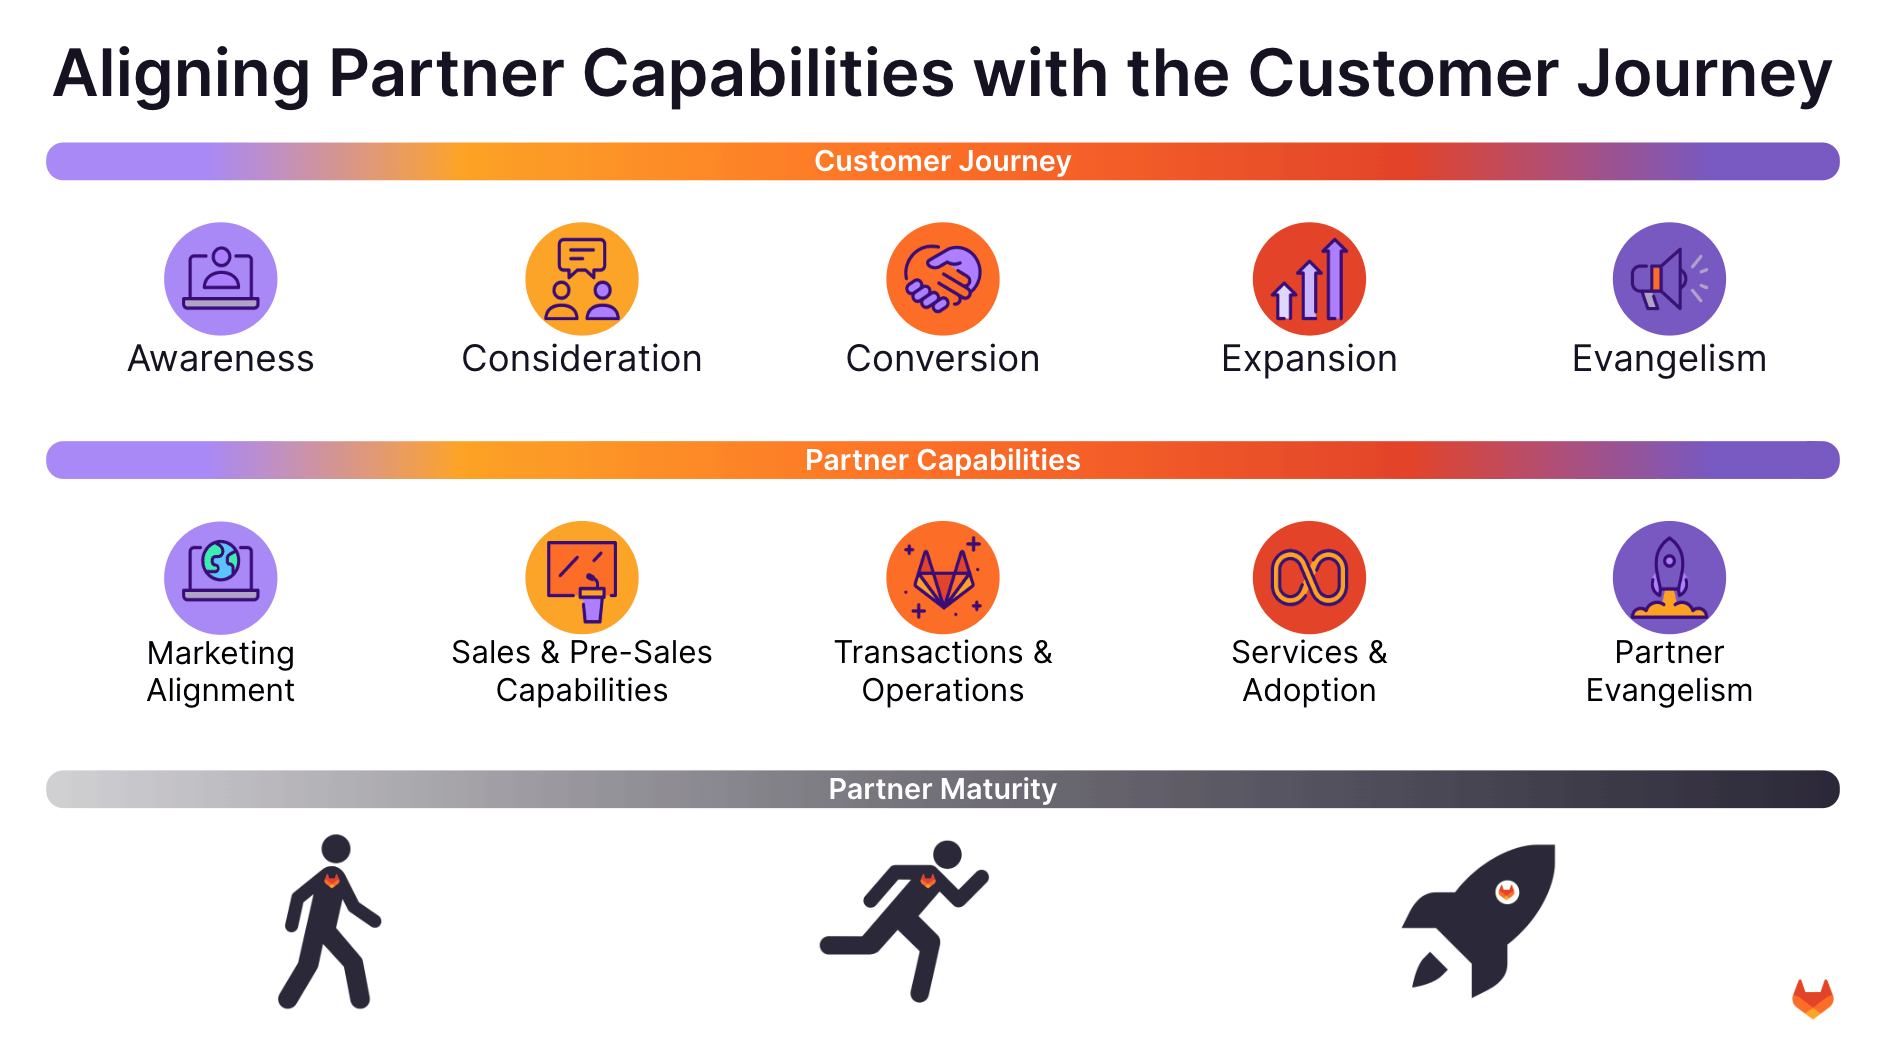 Aligning Partner Capabilities with the Customer Journey
Customer Journey
Awareness
Consideration
Conversion
Expansion
Evangelism
Partner Capabilities
Marketing
Alignment
Sales & Pre-Sales
Capabilities
Transactions &
Operations
Services &
Adoption
Partner
Evangelism
Partner Maturity